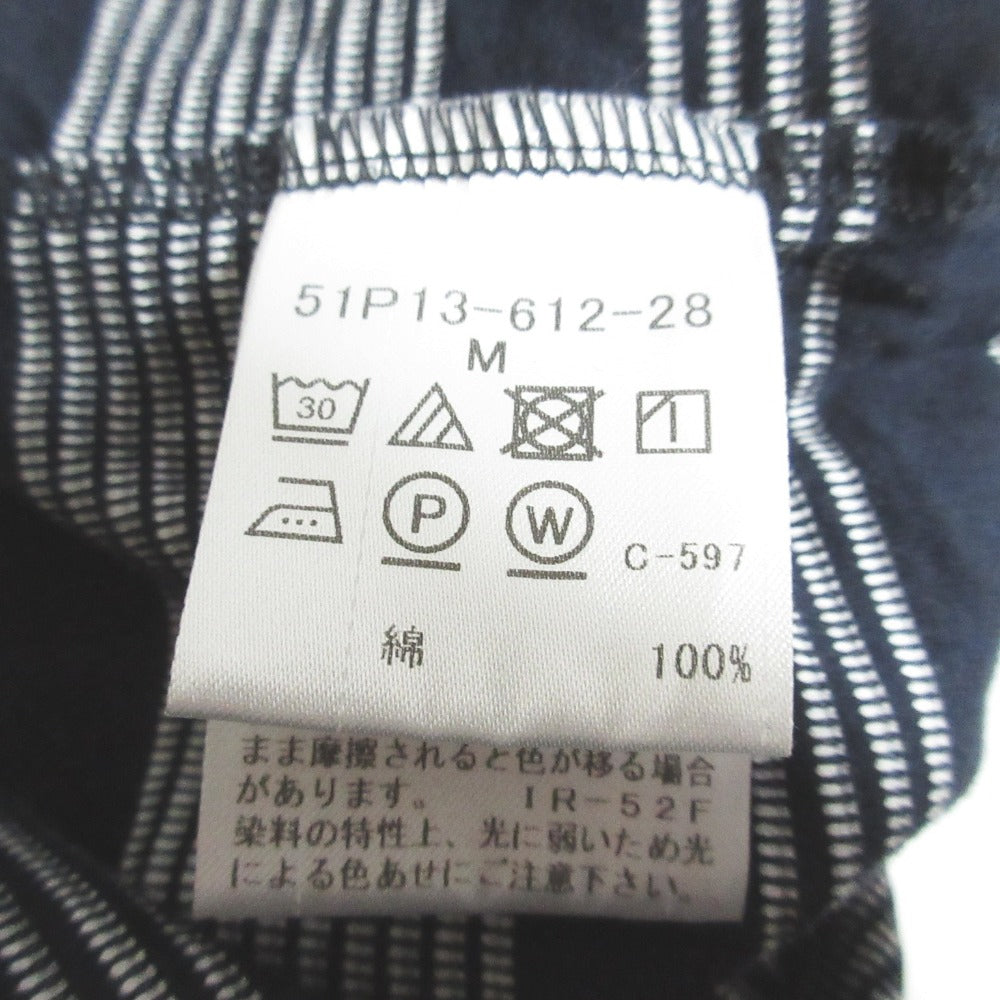 51P13-612-28
M
30
P W C-597
綿 100%
まま摩擦されると色が移る場合
があります。 IR-52F
染料の特性上、光に弱いため光
による色あせにご注意下さい。